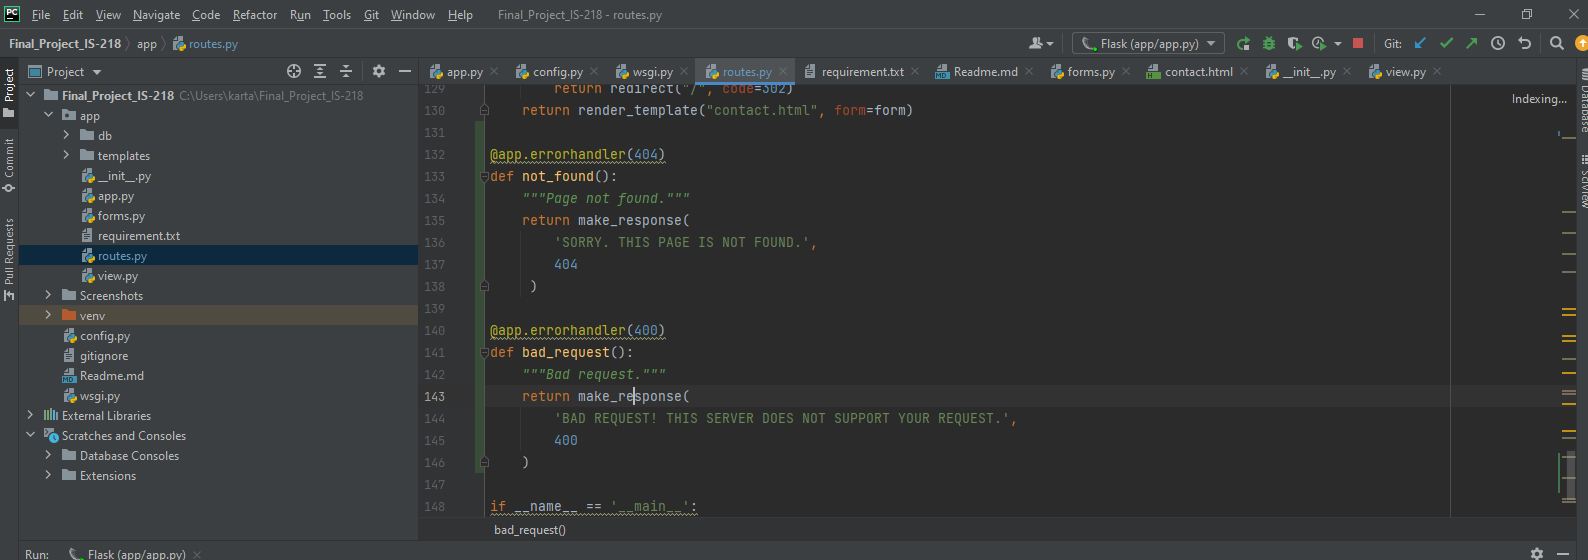 PC File Edit View Navigate Code Refactor Run Tools Git Window Help Final_Project_IS-218 - routes.py
Final_Project_IS-218 app routes.py Flask (app/app.py) Git:
Project
app.py config.py wsgi.py routes.py requirement.txt Readme.md forms.py contact.html __init__.py view.py
Project
Commit
Pull Requests
Final_Project_IS-218 C:\Users\karta\Final_Project_IS-218
app
db
templates
__init__.py
app.py
forms.py
requirement.txt
routes.py
view.py
Screenshots
venv
config.py
gitignore
Readme.md
wsgi.py
External Libraries
Scratches and Consoles
Database Consoles
Extensions
129 return redirect("/", code=302)
130 return render_template("contact.html", form=form)
131
132 @app.errorhandler(404)
133 def not_found():
134 """Page not found."""
135 return make_response(
136 'SORRY. THIS PAGE IS NOT FOUND.',
137 404
138 )
139
140 @app.errorhandler(400)
141 def bad_request():
142 """Bad request."""
143 return make_response(
144 'BAD REQUEST! THIS SERVER DOES NOT SUPPORT YOUR REQUEST.',
145 400
146 )
147
148 if __name__ == '__main__':
bad_request()
Indexing...
Database
SciView
Run: Flask (app/app.py)